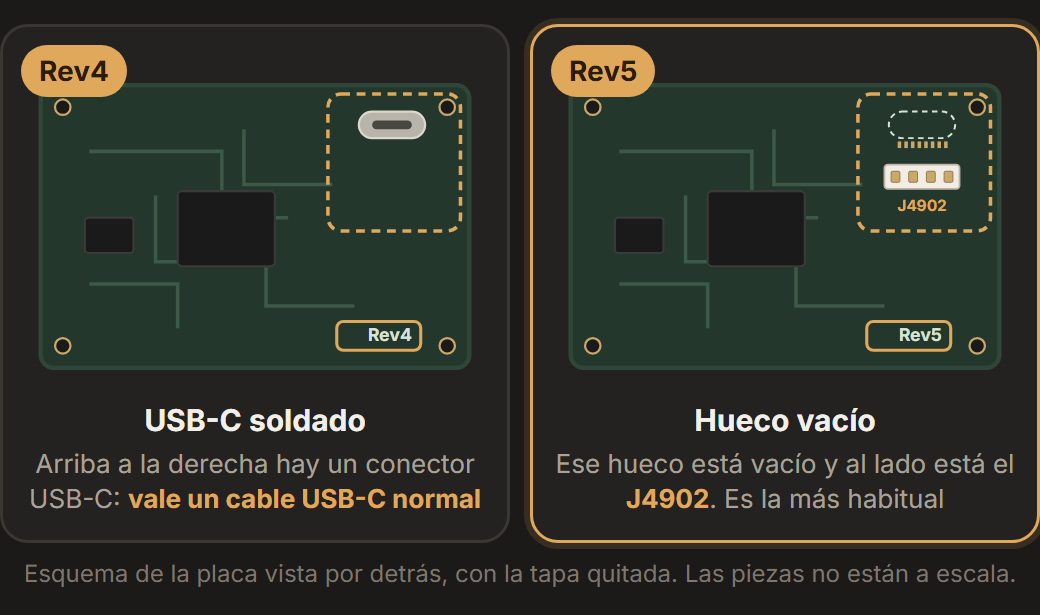 Rev4
Rev4
USB-C soldado
Arriba a la derecha hay un conector
USB-C: vale un cable USB-C normal
Rev5
J4902
Rev5
Hueco vacío
Ese hueco está vacío y al lado está el
J4902. Es la más habitual
Esquema de la placa vista por detrás, con la tapa quitada. Las piezas no están a escala.